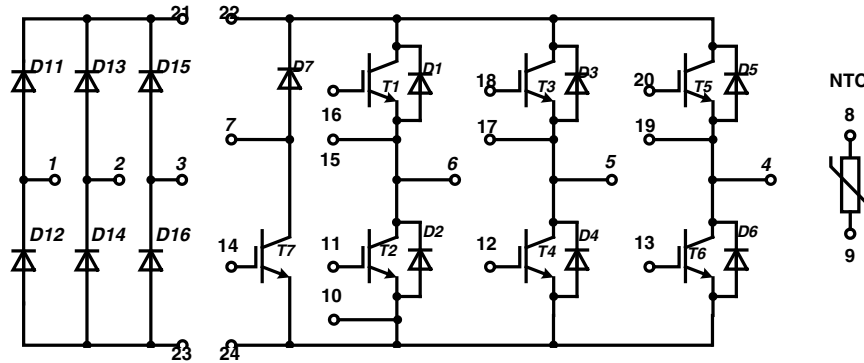 21 22
D11 D13 D15 D7 T1 D1 T3 D3 T5 D5 NTC
16 18 20 8
7 15 17 19
1 2 3 6 5 4
D12 D14 D16 14 T7 11 T2 D2 12 T4 D4 13 T6 D6 9
10
23 24